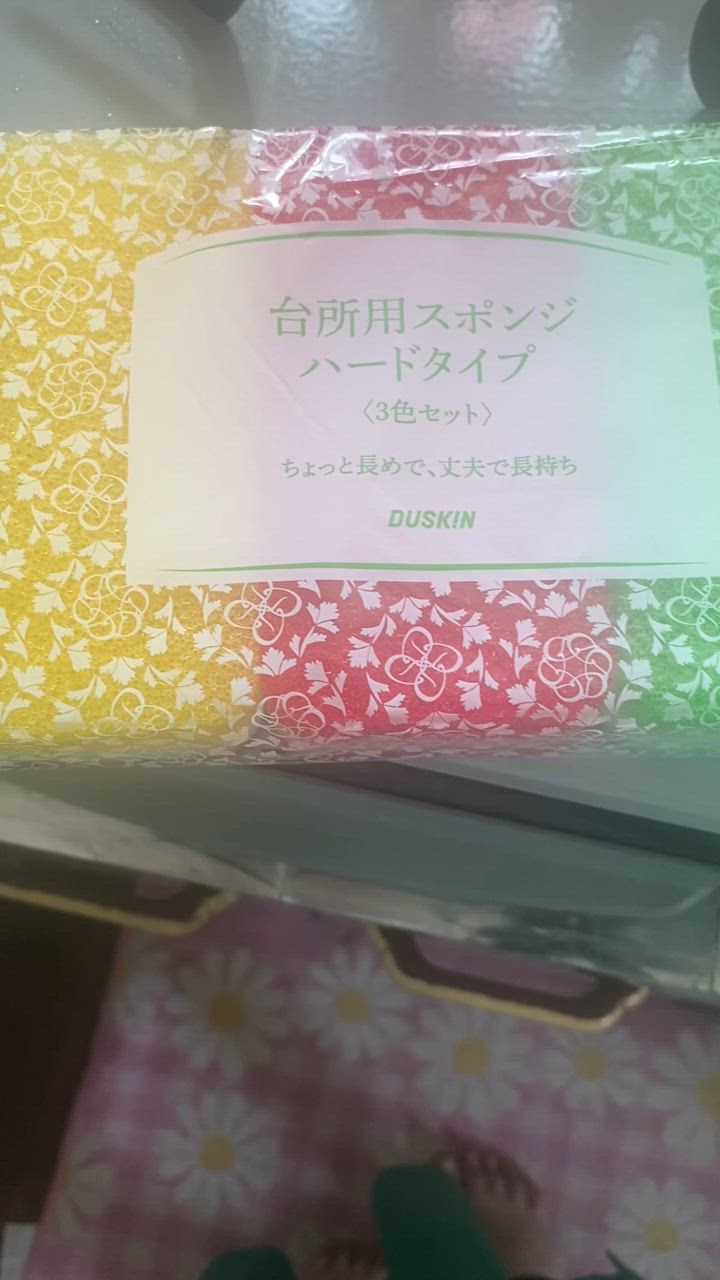 台所用スポンジ
ハードタイプ
〈3色セット〉
ちょっと長めで、丈夫で長持ち
DUSKIN